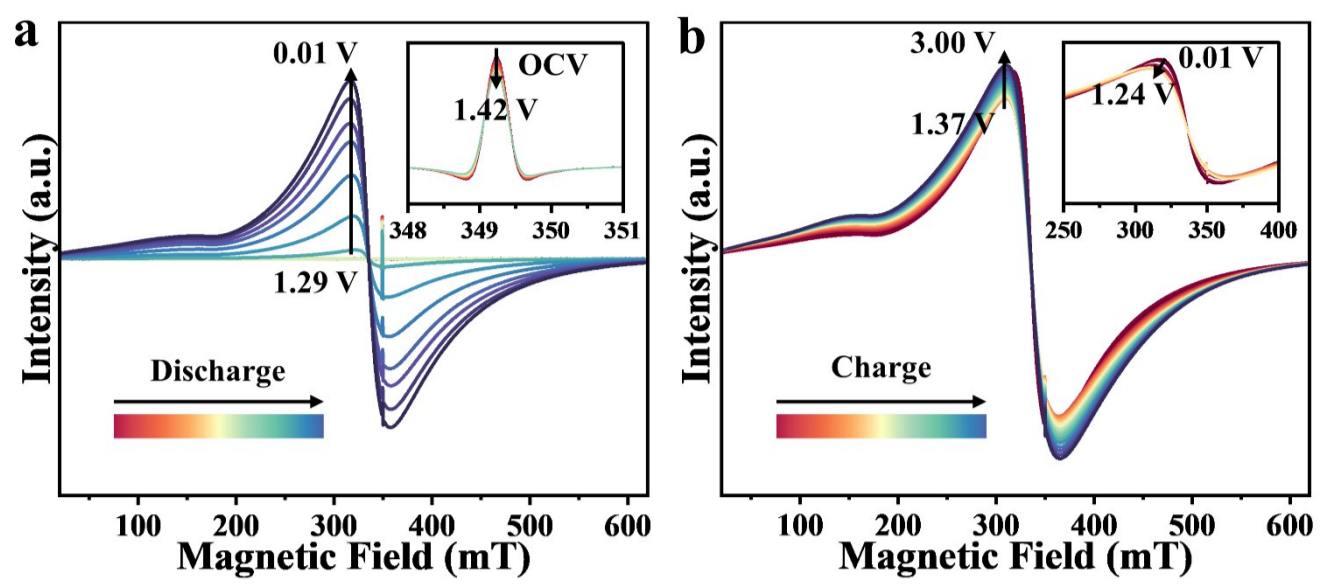 a
0.01 V
OCV
1.42 V
348 349 350 351
1.29 V
Discharge
Intensity (a.u.)
100 200 300 400 500 600
Magnetic Field (mT)
b
3.00 V
0.01 V
1.24 V
1.37 V
250 300 350 400
Charge
Intensity (a.u.)
100 200 300 400 500 600
Magnetic Field (mT)